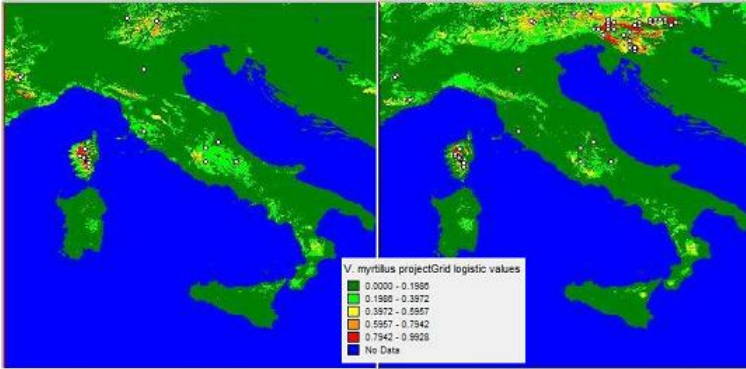 V. myrtillus projectGrid logistic values
0.0000 - 0.1986
0.1986 - 0.3972
0.3972 - 0.5957
0.5957 - 0.7942
0.7942 - 0.9928
No Data